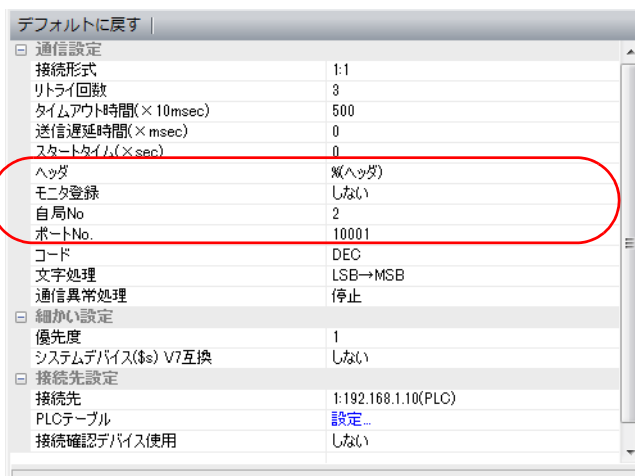 デフォルトに戻す
通信設定
接続形式 1:1
リトライ回数 3
タイムアウト時間(×10msec) 500
送信遅延時間(×msec) 0
スタートタイム(×sec) 0
ヘッダ %(ヘッダ)
モニタ登録 しない
自局No 2
ポートNo. 10001
コード DEC
文字処理 LSB→MSB
通信異常処理 停止
細かい設定
優先度 1
システムデバイス($s) V7互換 しない
接続先設定
接続先 1:192.168.1.10(PLC)
PLCテーブル 設定...
接続確認デバイス使用 しない